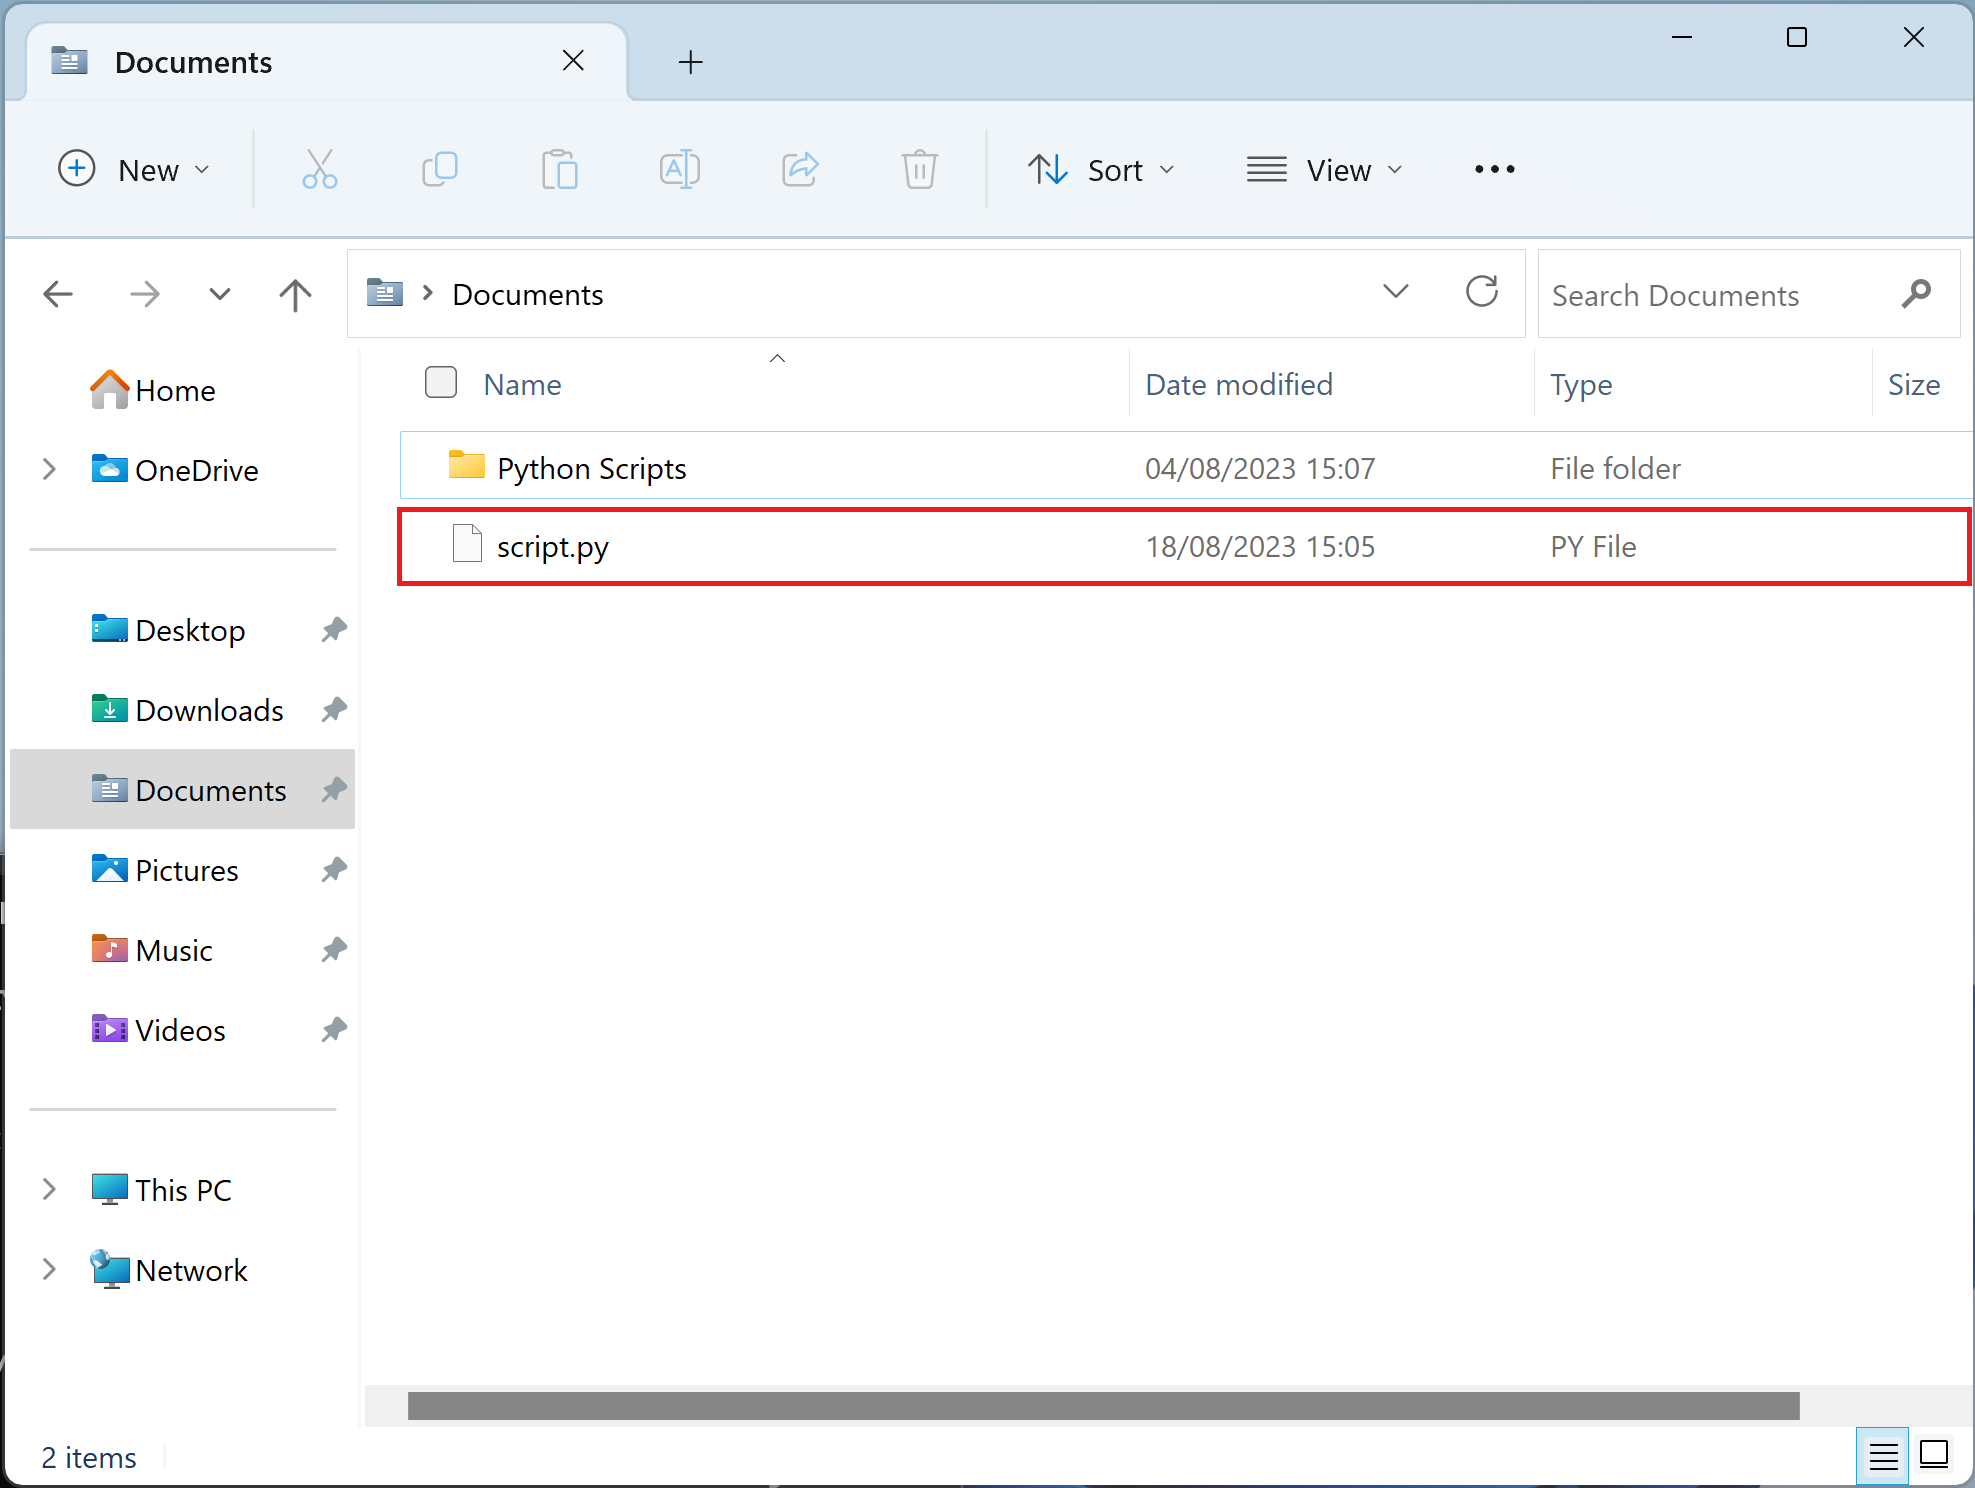 Documents
New
Sort
View
Documents
Search Documents
Home
OneDrive
Desktop
Downloads
Documents
Pictures
Music
Videos
This PC
Network
Name Date modified Type Size
Python Scripts 04/08/2023 15:07 File folder
script.py 18/08/2023 15:05 PY File
2 items